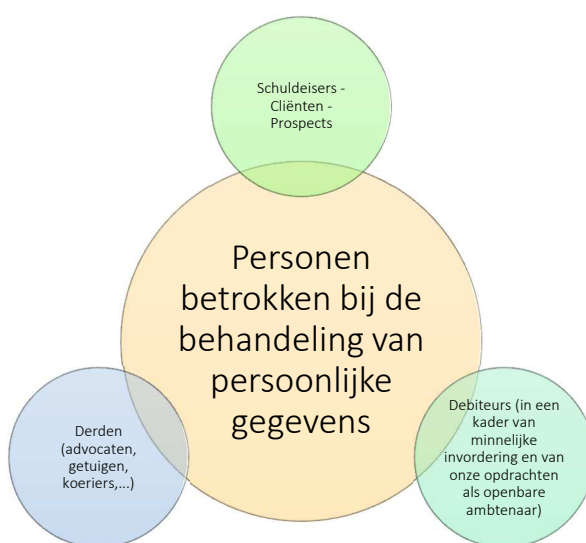 Schuldeisers -
Cliënten -
Prospects
Personen
betrokken bij de
behandeling van
persoonlijke
gegevens
Derden
(advocaten,
getuigen,
koeriers,...)
Debiteurs (in een
kader van
minnelijke
invordering en van
onze opdrachten
als openbare
ambtenaar)